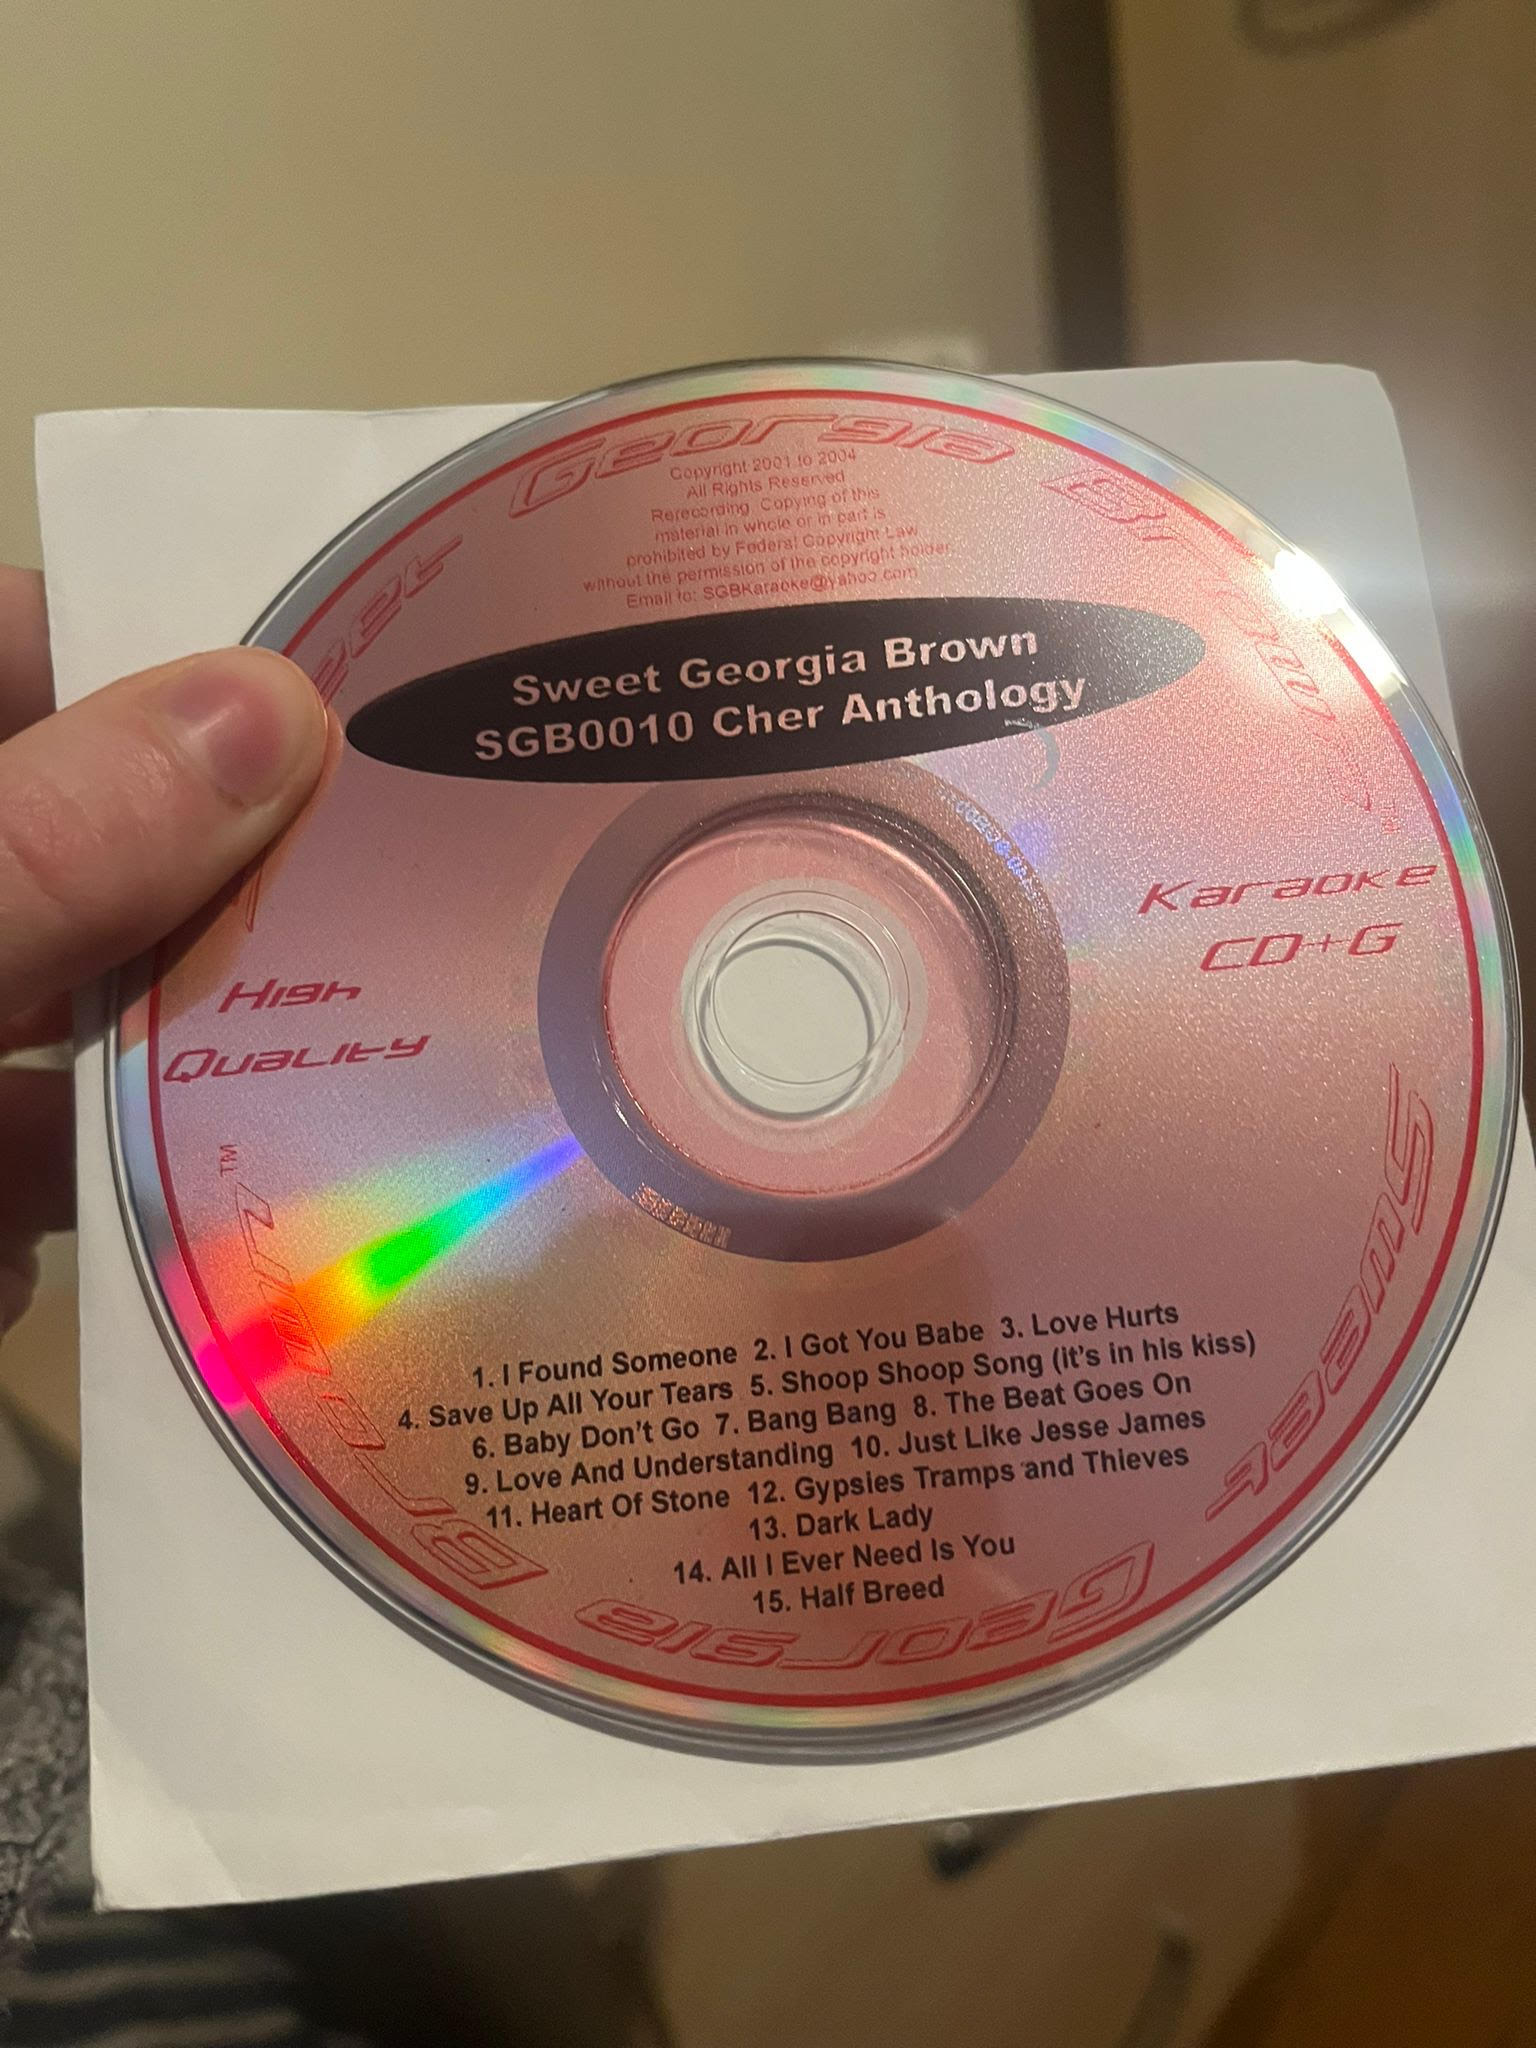 Sweet Georgia Brown ™
Copyright 2001 to 2004
All Rights Reserved
Rerecording, Copying of this
material in whole or in part is
prohibited by Federal Copyright Law
without the permission of the copyright holder.
Email to: SGBKaraoke@yahoo.com
Sweet Georgia Brown
SGB0010 Cher Anthology
Karaoke
CD+G
High
Quality
1. I Found Someone 2. I Got You Babe 3. Love Hurts
4. Save Up All Your Tears 5. Shoop Shoop Song (it's in his kiss)
6. Baby Don't Go 7. Bang Bang 8. The Beat Goes On
9. Love And Understanding 10. Just Like Jesse James
11. Heart Of Stone 12. Gypsies Tramps and Thieves
13. Dark Lady
14. All I Ever Need Is You
15. Half Breed
Sweet Georgia Brown ™